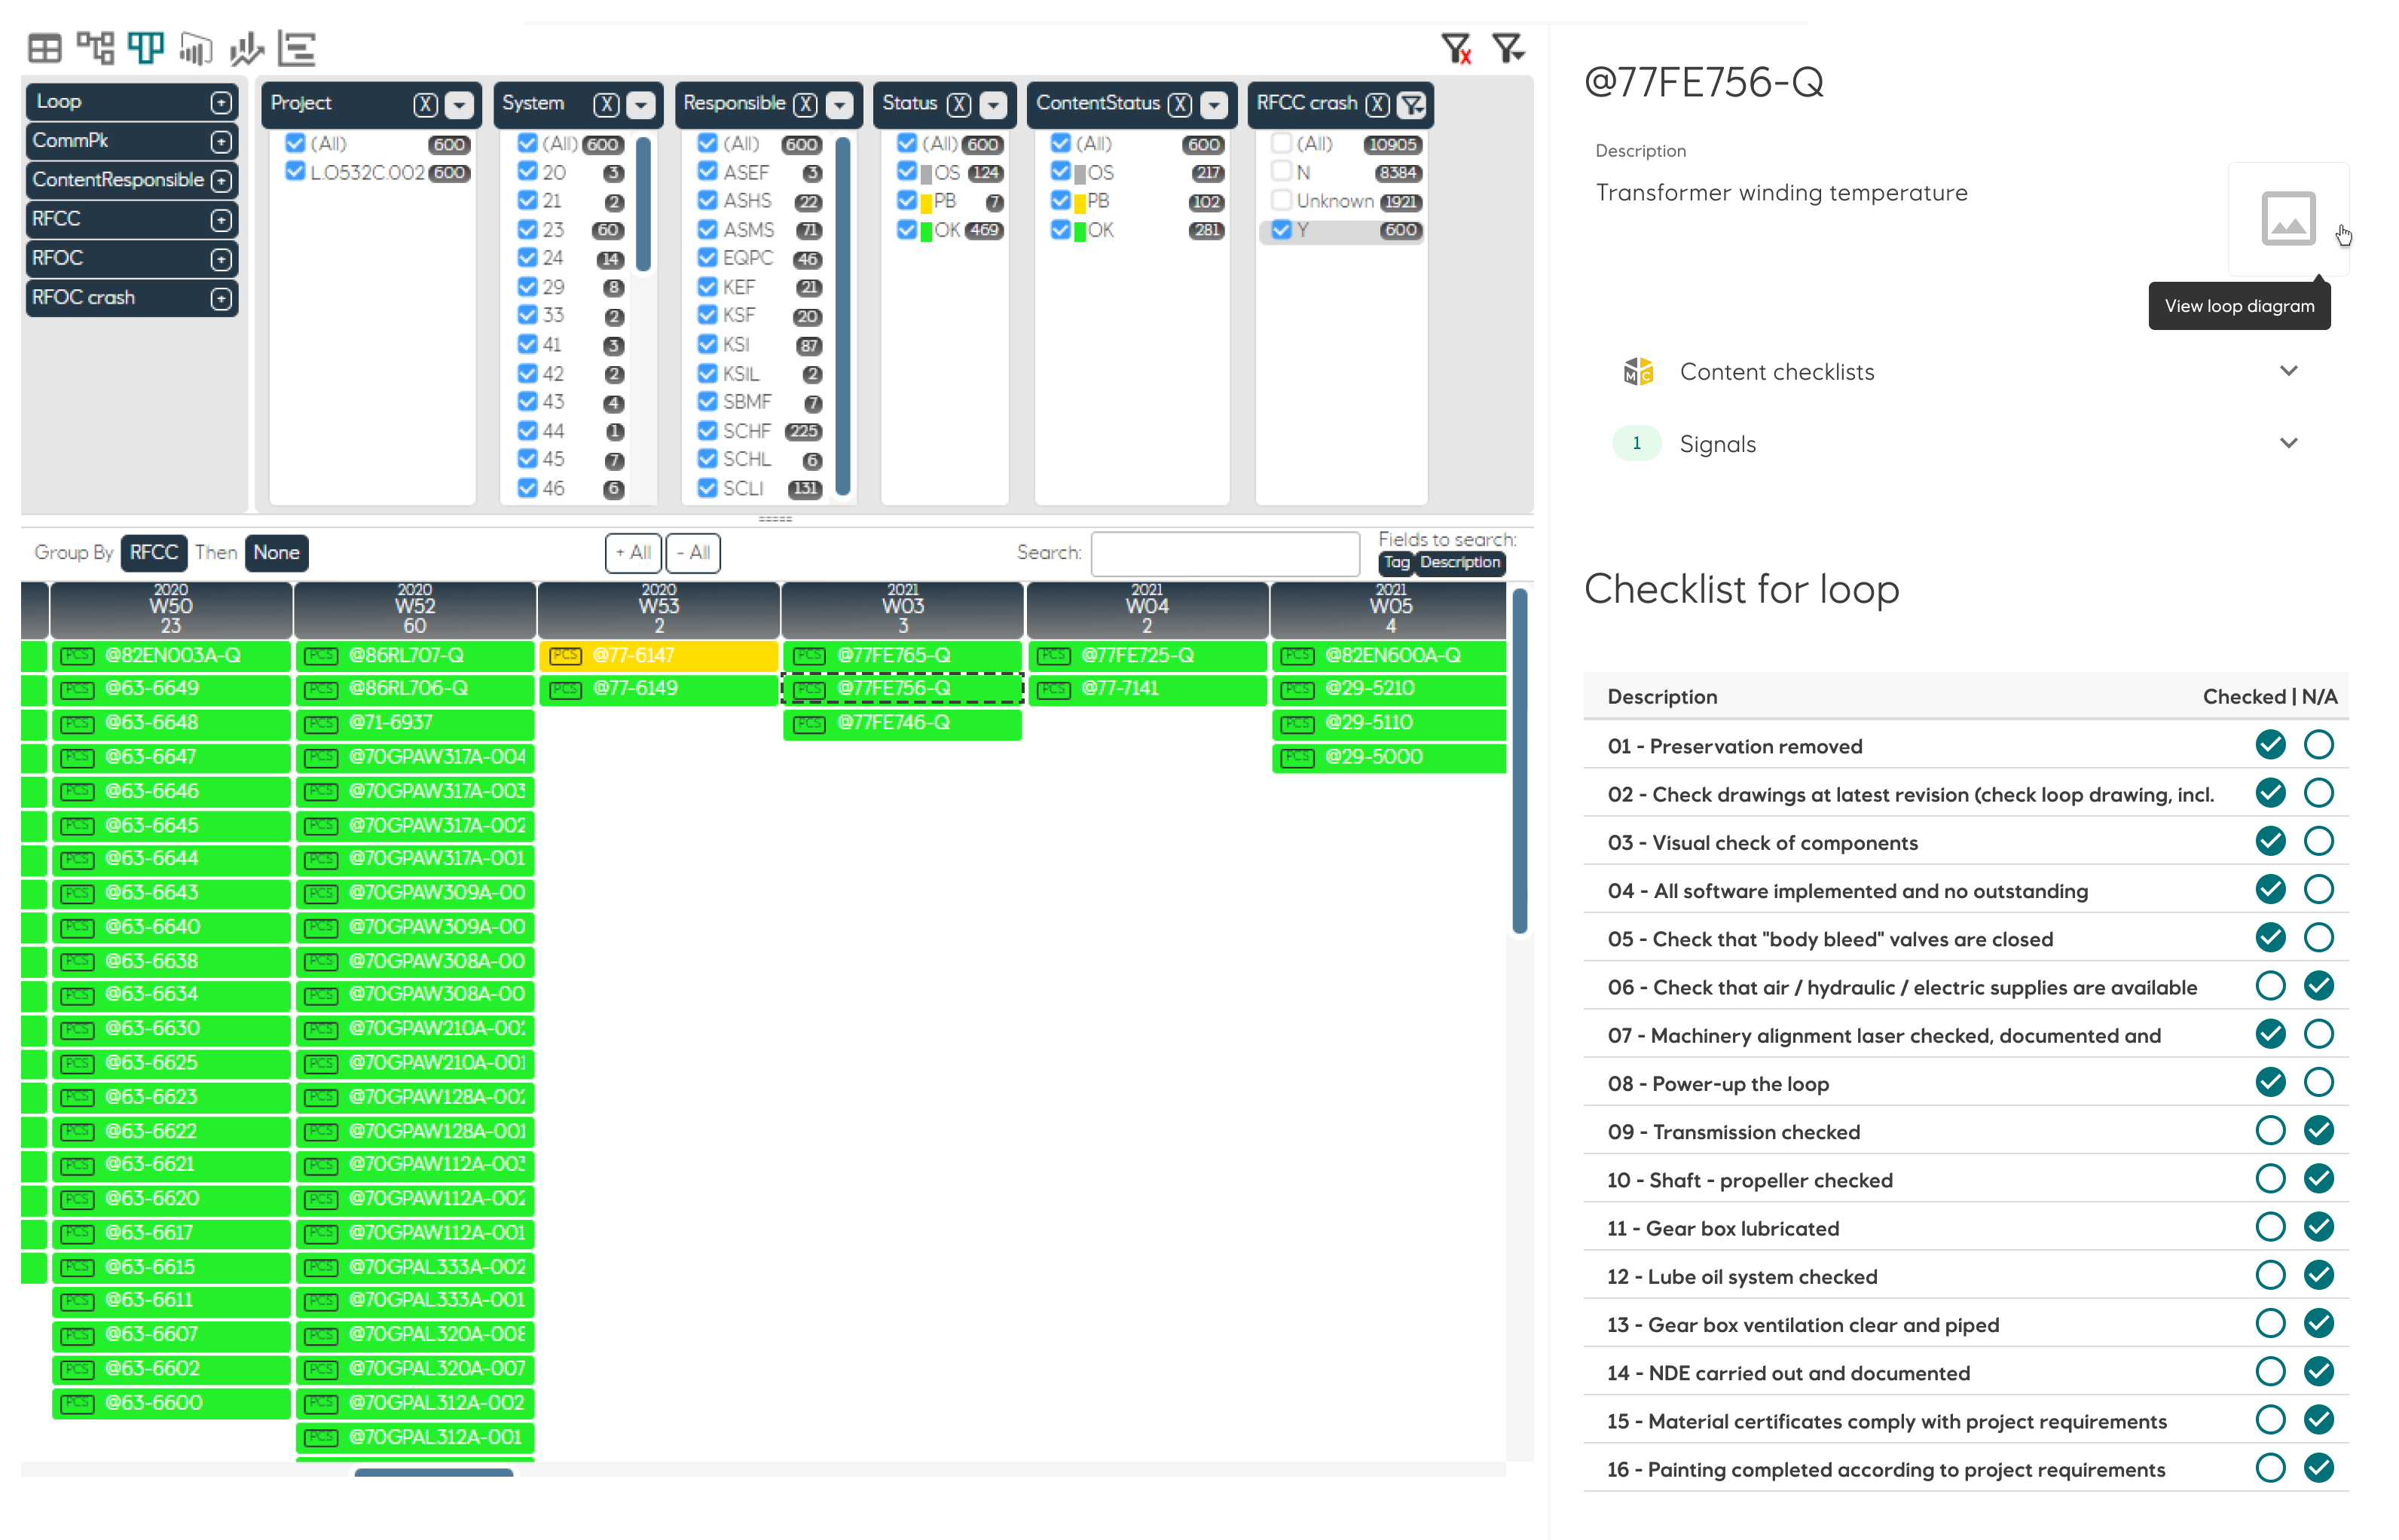 Loop
CommPk
ContentResponsible
RFCC
RFOC
RFOC crash
Project X
(All) 600
L.O532C.002 600
System X
(All) 600
20 3
21 2
23 60
24 14
29 8
33 2
41 3
42 2
43 4
44 1
45 7
46 6
Responsible X
(All) 600
ASEF 3
ASHS 22
ASMS 71
EQPC 46
KEF 21
KSF 20
KSI 87
KSIL 2
SBMF 7
SCHF 225
SCHL 6
SCLI 131
Status X
(All) 600
OS 124
PB 7
OK 469
ContentStatus X
(All) 600
OS 217
PB 102
OK 281
RFCC crash X
(All) 10905
N 8384
Unknown 1921
Y 600
Group By RFCC Then None + All - All Search: Fields to search:
Tag Description
2020
W50
23
PCS @82EN003A-Q
PCS @63-6649
PCS @63-6648
PCS @63-6647
PCS @63-6646
PCS @63-6645
PCS @63-6644
PCS @63-6643
PCS @63-6640
PCS @63-6638
PCS @63-6634
PCS @63-6630
PCS @63-6625
PCS @63-6623
PCS @63-6622
PCS @63-6621
PCS @63-6620
PCS @63-6617
PCS @63-6615
PCS @63-6611
PCS @63-6607
PCS @63-6602
PCS @63-6600
2020
W52
60
PCS @86RL707-Q
PCS @86RL706-Q
PCS @71-6937
PCS @70GPAW317A-004
PCS @70GPAW317A-003
PCS @70GPAW317A-002
PCS @70GPAW317A-001
PCS @70GPAW309A-00
PCS @70GPAW309A-00
PCS @70GPAW308A-00
PCS @70GPAW308A-00
PCS @70GPAW210A-002
PCS @70GPAW210A-001
PCS @70GPAW128A-002
PCS @70GPAW128A-001
PCS @70GPAW112A-003
PCS @70GPAW112A-002
PCS @70GPAW112A-001
PCS @70GPAL333A-002
PCS @70GPAL333A-001
PCS @70GPAL320A-008
PCS @70GPAL320A-007
PCS @70GPAL312A-002
PCS @70GPAL312A-001
2020
W53
2
PCS @77-6147
PCS @77-6149
2021
W03
3
PCS @77FE765-Q
PCS @77FE756-Q
PCS @77FE746-Q
2021
W04
2
PCS @77FE725-Q
PCS @77-7141
2021
W05
4
PCS @82EN600A-Q
PCS @29-5210
PCS @29-5110
PCS @29-5000
@77FE756-Q
Description
Transformer winding temperature
View loop diagram
MC Content checklists
1 Signals
Checklist for loop
Description Checked | N/A
01 - Preservation removed
02 - Check drawings at latest revision (check loop drawing, incl.
03 - Visual check of components
04 - All software implemented and no outstanding
05 - Check that "body bleed" valves are closed
06 - Check that air / hydraulic / electric supplies are available
07 - Machinery alignment laser checked, documented and
08 - Power-up the loop
09 - Transmission checked
10 - Shaft - propeller checked
11 - Gear box lubricated
12 - Lube oil system checked
13 - Gear box ventilation clear and piped
14 - NDE carried out and documented
15 - Material certificates comply with project requirements
16 - Painting completed according to project requirements